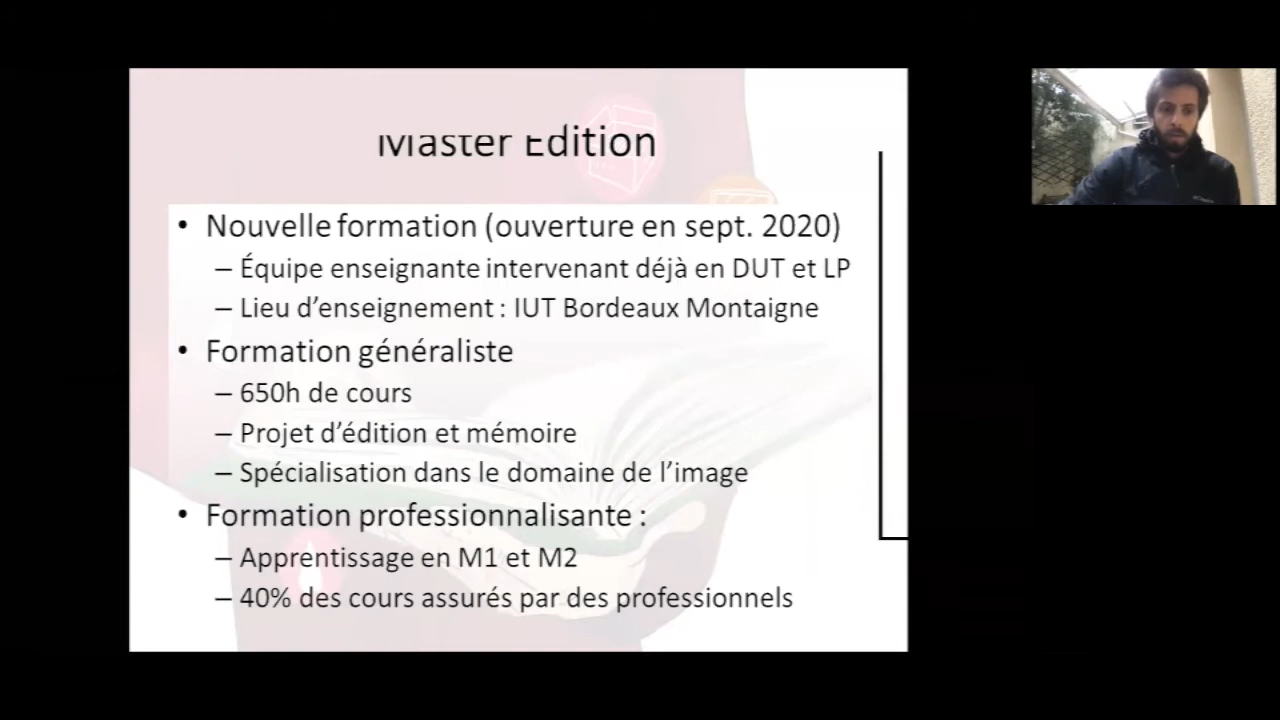 Master Edition
• Nouvelle formation (ouverture en sept. 2020)
– Équipe enseignante intervenant déjà en DUT et LP
– Lieu d’enseignement : IUT Bordeaux Montaigne
• Formation généraliste
– 650h de cours
– Projet d’édition et mémoire
– Spécialisation dans le domaine de l’image
• Formation professionnalisante :
– Apprentissage en M1 et M2
– 40% des cours assurés par des professionnels